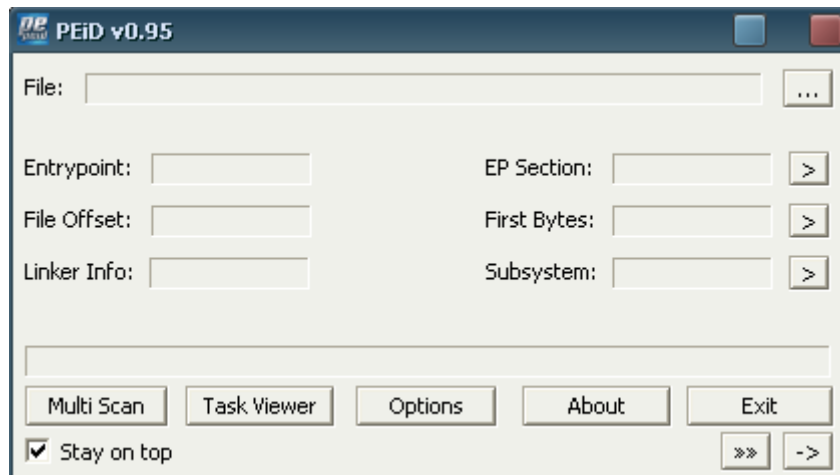 PEiD v0.95
File: ...
Entrypoint: EP Section: >
File Offset: First Bytes: >
Linker Info: Subsystem: >
Multi Scan Task Viewer Options About Exit
Stay on top »» ->